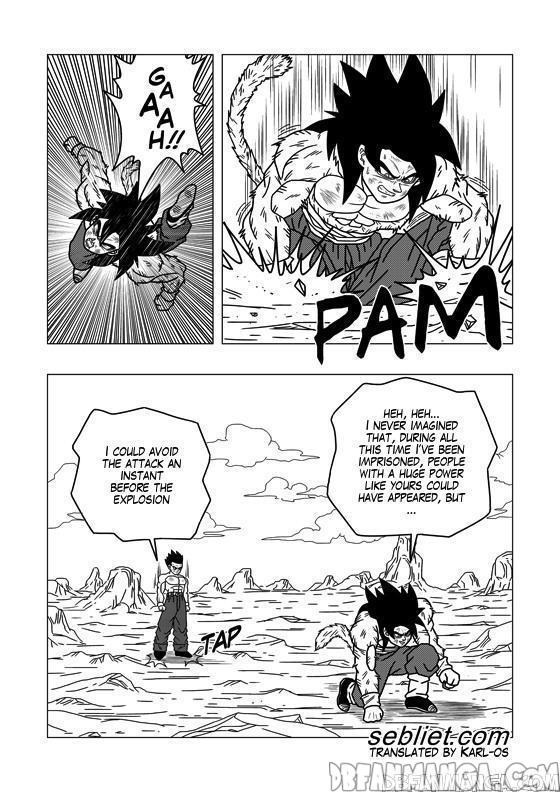 GAAAH!!
PAM
I COULD AVOID
THE ATTACK AN
INSTANT
BEFORE THE
EXPLOSION
HEH, HEH...
I NEVER IMAGINED
THAT, DURING ALL
THIS TIME I'VE BEEN
IMPRISONED, PEOPLE
WITH A HUGE POWER
LIKE YOURS COULD
HAVE APPEARED, BUT
...
TAP
sebliet.com
TRANSLATED BY KARL-OS
DBFANMANGA.COM